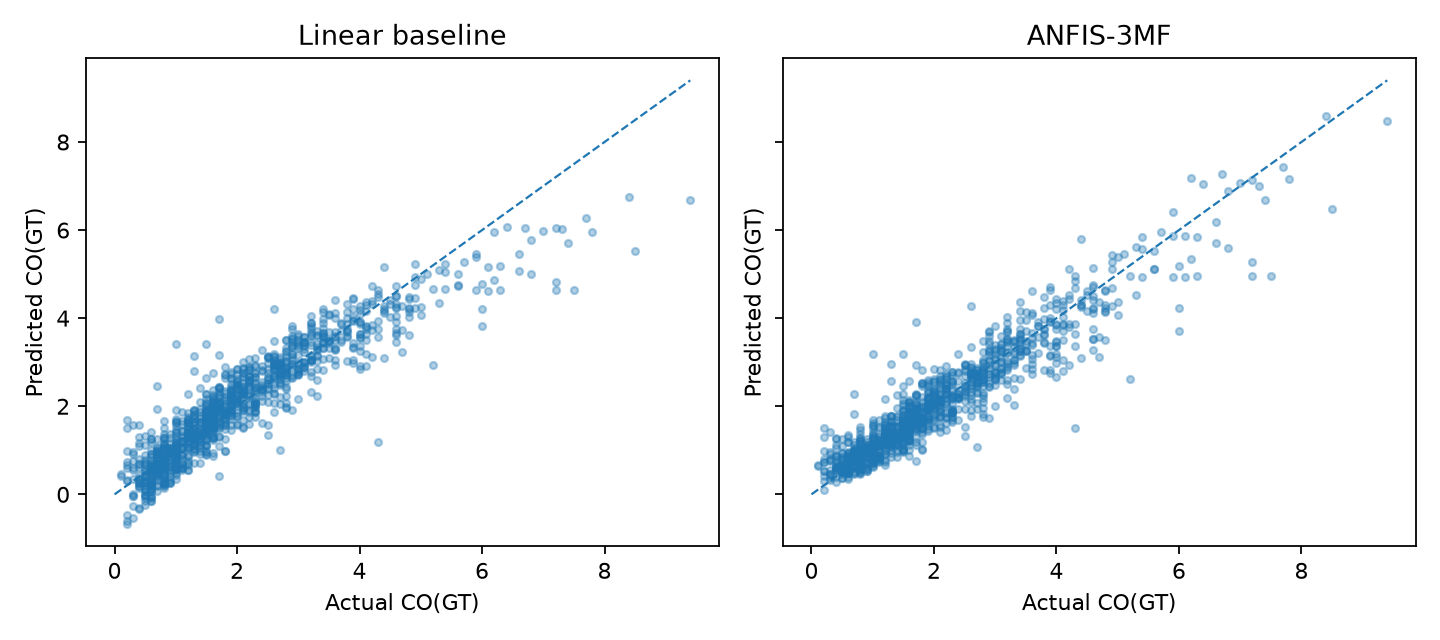 Linear baseline
ANFIS-3MF
Predicted CO(GT)
8
6
4
2
0
0 2 4 6 8
Actual CO(GT)
Predicted CO(GT)
0 2 4 6 8
Actual CO(GT)